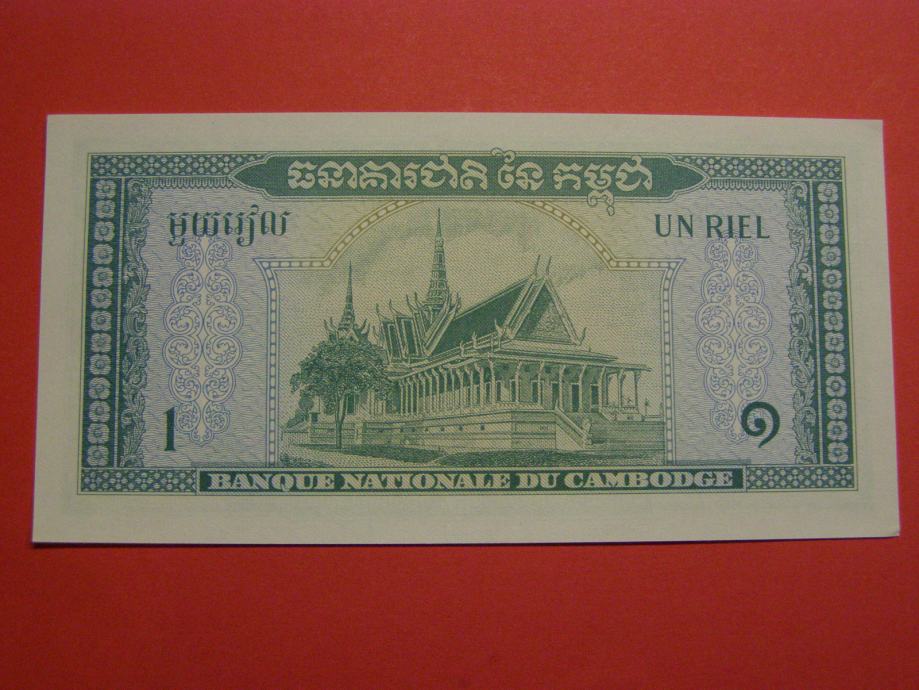 ធនាគារជាតិ នៃ កម្ពុជា
មួយរៀល
UN RIEL
1
១
BANQUE NATIONALE DU CAMBODGE